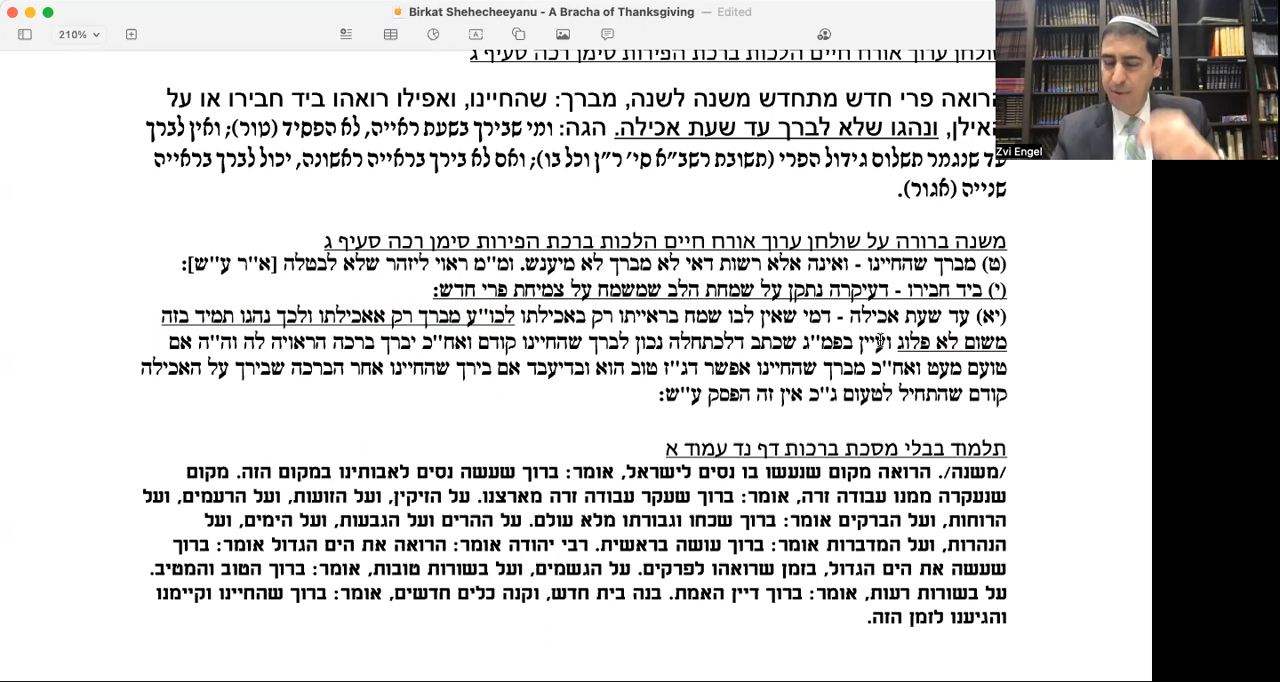 Birkat Shehecheeyanu - A Bracha of Thanksgiving — Edited
210%
שולחן ערוך אורח חיים הלכות ברכת הפירות סימן רכה סעיף ג
הרואה פרי חדש מתחדש משנה לשנה, מברך: שהחיינו, ואפילו רואהו ביד חבירו או על
האילן, ונהגו שלא לברך עד שעת אכילה. הגה: ומי שבירך בשעת ראייה, לא הפסיד (טור); ואין לברך
עד שנגמר תשלום גידול הפרי (תשובת רשב"א סי' ר"ן וכל בו); ואם לא בירך בראייה ראשונה, יכול לברך בראייה
שנייה (אגור).
Zvi Engel
משנה ברורה על שולחן ערוך אורח חיים הלכות ברכת הפירות סימן רכה סעיף ג
(ט) מברך שהחיינו - ואינה אלא רשות דאי לא מברך לא מיענש. ומ"מ ראוי ליזהר שלא לבטלה [א"ר ע"ש]:
(י) ביד חבירו - דעיקרה נתקן על שמחת הלב שמשמח על צמיחת פרי חדש:
(יא) עד שעת אכילה - דמי שאין לבו שמח בראייתו רק באכילתו לכו"ע מברך רק אאכילתו ולכך נהגו תמיד בזה
משום לא פלוג ועיין בפמ"ג שכתב דלכתחלה נכון לברך שהחיינו קודם ואח"כ יברך ברכה הראויה לה וה"ה אם
טועם מעט ואח"כ מברך שהחיינו אפשר דג"ז טוב הוא ובדיעבד אם בירך שהחיינו אחר הברכה שבירך על האכילה
קודם שהתחיל לטעום ג"כ אין זה הפסק ע"ש:
תלמוד בבלי מסכת ברכות דף נד עמוד א
/משנה/. הרואה מקום שנעשו בו נסים לישראל, אומר: ברוך שעשה נסים לאבותינו במקום הזה. מקום
שנעקרה ממנו עבודה זרה, אומר: ברוך שעקר עבודה זרה מארצנו. על הזיקין, ועל הזועות, ועל הרעמים, ועל
הרוחות, ועל הברקים אומר: ברוך שכחו וגבורתו מלא עולם. על ההרים ועל הגבעות, ועל הימים, ועל
הנהרות, ועל המדברות אומר: ברוך עושה בראשית. רבי יהודה אומר: הרואה את הים הגדול אומר: ברוך
שעשה את הים הגדול, בזמן שרואהו לפרקים. על הגשמים, ועל בשורות טובות, אומר: ברוך הטוב והמטיב.
על בשורות רעות, אומר: ברוך דיין האמת. בנה בית חדש, וקנה כלים חדשים, אומר: ברוך שהחיינו וקיימנו
והגיענו לזמן הזה.